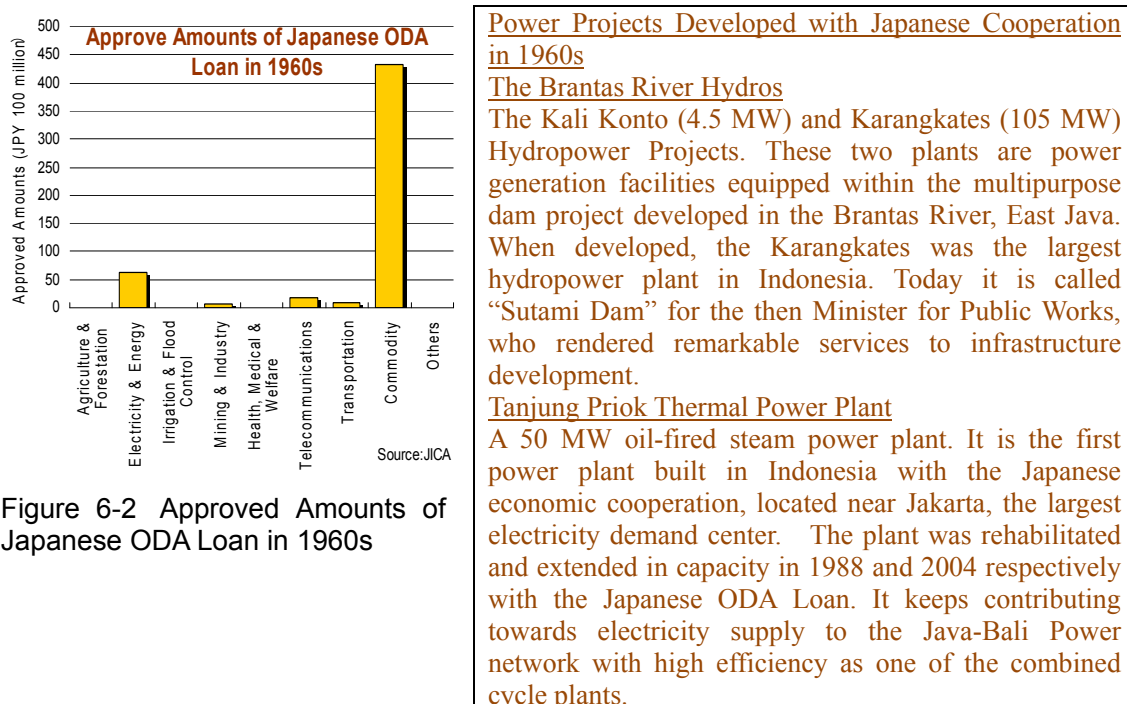 Approve Amounts of Japanese ODA
Loan in 1960s
Approved Amounts (JPY 100 million)
500
450
400
350
300
250
200
150
100
50
0
Agriculture &
Forestation
Electricity & Energy
Irrigation & Flood
Control
Mining & Industry
Health, Medical &
Welfare
Telecommunications
Transportation
Commodity
Others
Source:JICA
Figure 6-2 Approved Amounts of
Japanese ODA Loan in 1960s
Power Projects Developed with Japanese Cooperation
in 1960s
The Brantas River Hydros
The Kali Konto (4.5 MW) and Karangkates (105 MW)
Hydropower Projects. These two plants are power
generation facilities equipped within the multipurpose
dam project developed in the Brantas River, East Java.
When developed, the Karangkates was the largest
hydropower plant in Indonesia. Today it is called
“Sutami Dam” for the then Minister for Public Works,
who rendered remarkable services to infrastructure
development.
Tanjung Priok Thermal Power Plant
A 50 MW oil-fired steam power plant. It is the first
power plant built in Indonesia with the Japanese
economic cooperation, located near Jakarta, the largest
electricity demand center. The plant was rehabilitated
and extended in capacity in 1988 and 2004 respectively
with the Japanese ODA Loan. It keeps contributing
towards electricity supply to the Java-Bali Power
network with high efficiency as one of the combined
cycle plants.